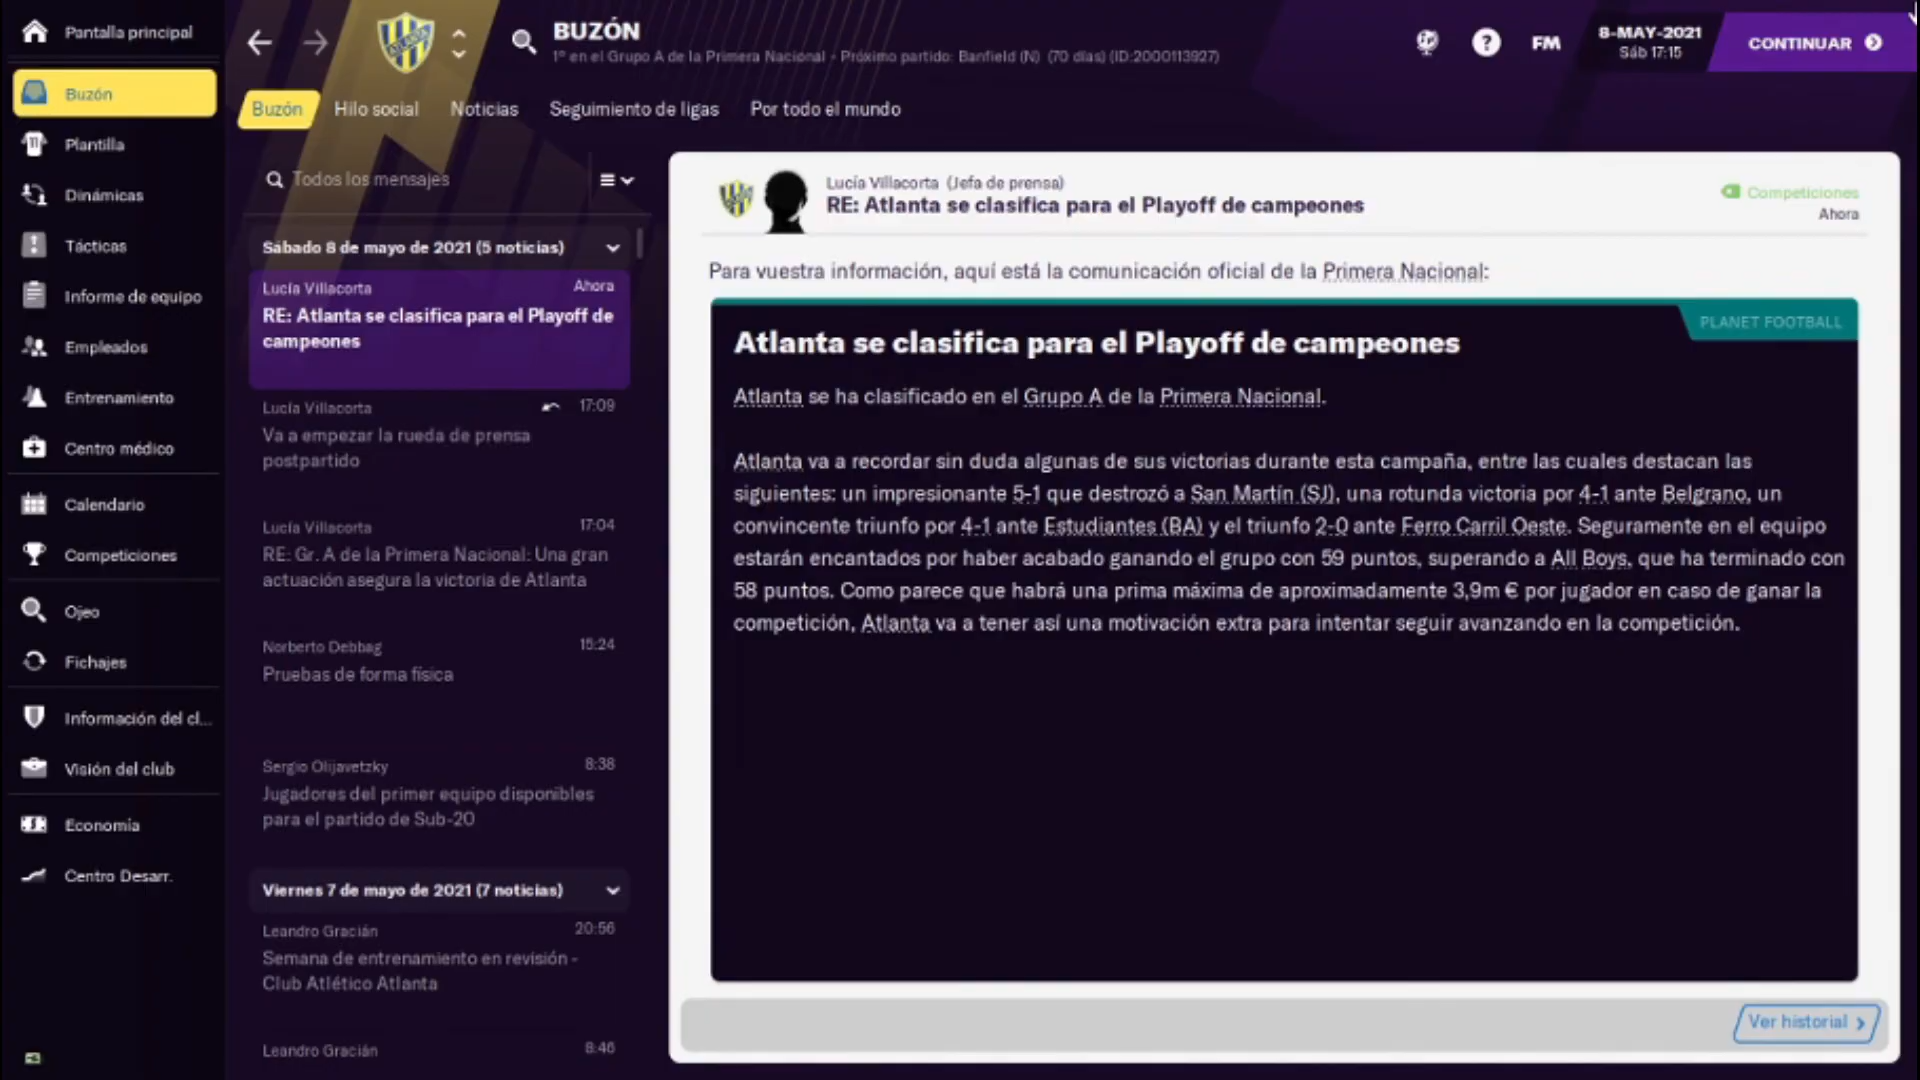 Pantalla principal
Buzón
Plantilla
Dinámicas
Tácticas
Informe de equipo
Empleados
Entrenamiento
Centro médico
Calendario
Competiciones
Ojeo
Fichajes
Información del cl...
Visión del club
Economía
Centro Desarr.
BUZÓN
1º en el Grupo A de la Primera Nacional - Próximo partido: Banfield (N) (70 días) (ID:2000113927)
FM
8-MAY-2021
Sáb 17:15
CONTINUAR
Buzón Hilo social Noticias Seguimiento de ligas Por todo el mundo
Todos los mensajes
Sábado 8 de mayo de 2021 (5 noticias)
Lucía Villacorta Ahora
RE: Atlanta se clasifica para el Playoff de
campeones
Lucía Villacorta 17:09
Va a empezar la rueda de prensa
postpartido
Lucía Villacorta 17:04
RE: Gr. A de la Primera Nacional: Una gran
actuación asegura la victoria de Atlanta
Norberto Debbag 15:24
Pruebas de forma física
Sergio Olijavetzky 8:38
Jugadores del primer equipo disponibles
para el partido de Sub-20
Viernes 7 de mayo de 2021 (7 noticias)
Leandro Gracián 20:56
Semana de entrenamiento en revisión -
Club Atlético Atlanta
Leandro Gracián 8:46
Lucía Villacorta (Jefa de prensa)
RE: Atlanta se clasifica para el Playoff de campeones
Competiciones
Ahora
Para vuestra información, aquí está la comunicación oficial de la Primera Nacional:
PLANET FOOTBALL
Atlanta se clasifica para el Playoff de campeones
Atlanta se ha clasificado en el Grupo A de la Primera Nacional.
Atlanta va a recordar sin duda algunas de sus victorias durante esta campaña, entre las cuales destacan las
siguientes: un impresionante 5-1 que destrozó a San Martín (SJ), una rotunda victoria por 4-1 ante Belgrano, un
convincente triunfo por 4-1 ante Estudiantes (BA) y el triunfo 2-0 ante Ferro Carril Oeste. Seguramente en el equipo
estarán encantados por haber acabado ganando el grupo con 59 puntos, superando a All Boys, que ha terminado con
58 puntos. Como parece que habrá una prima máxima de aproximadamente 3,9m € por jugador en caso de ganar la
competición, Atlanta va a tener así una motivación extra para intentar seguir avanzando en la competición.
Ver historial